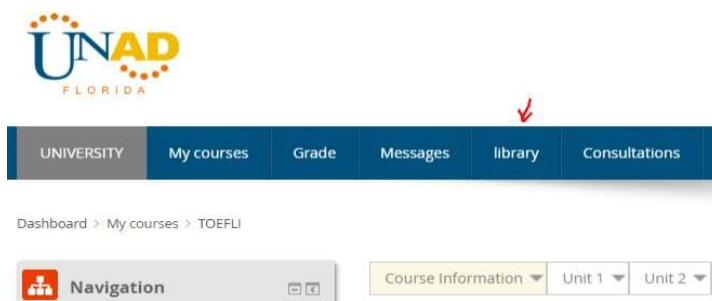 UNAD
FLORIDA
UNIVERSITY My courses Grade Messages library Consultations
Dashboard > My courses > TOEFLI
Navigation
Course Information Unit 1 Unit 2